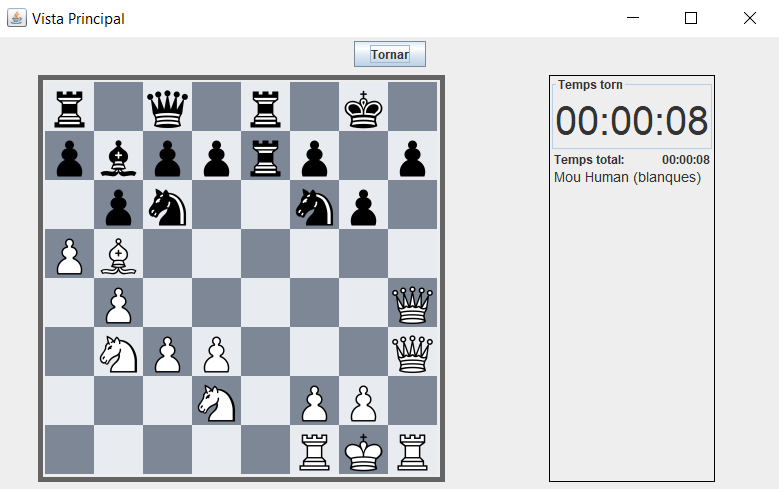 Vista Principal
Tornar
Temps torn
00:00:08
Temps total: 00:00:08
Mou Human (blanques)